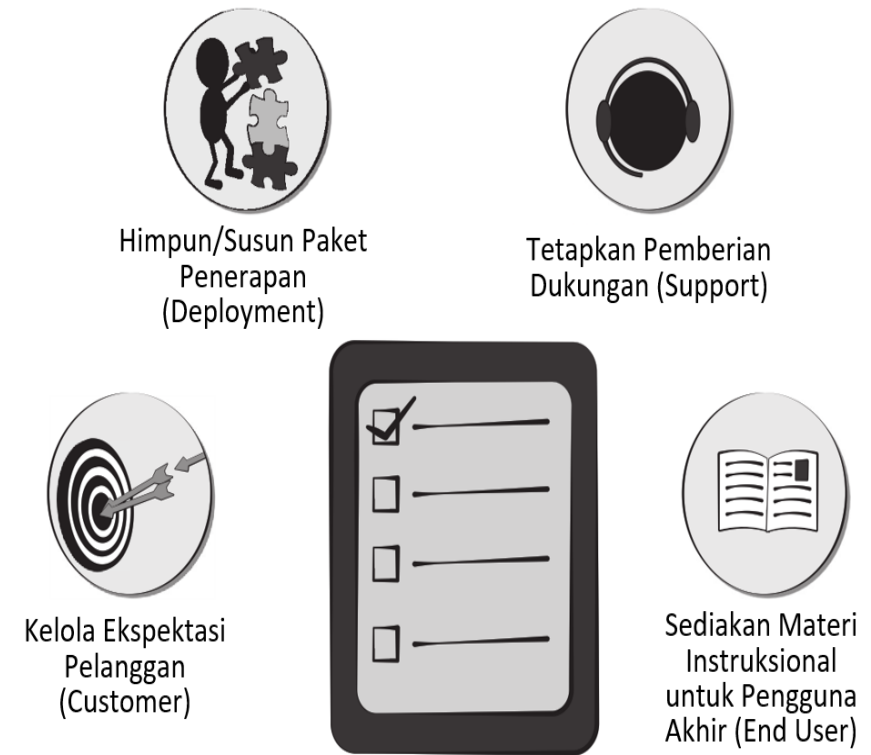 Himpun/Susun Paket
Penerapan
(Deployment)
Tetapkan Pemberian
Dukungan (Support)
Kelola Ekspektasi
Pelanggan
(Customer)
Sediakan Materi
Instruksional
untuk Pengguna
Akhir (End User)